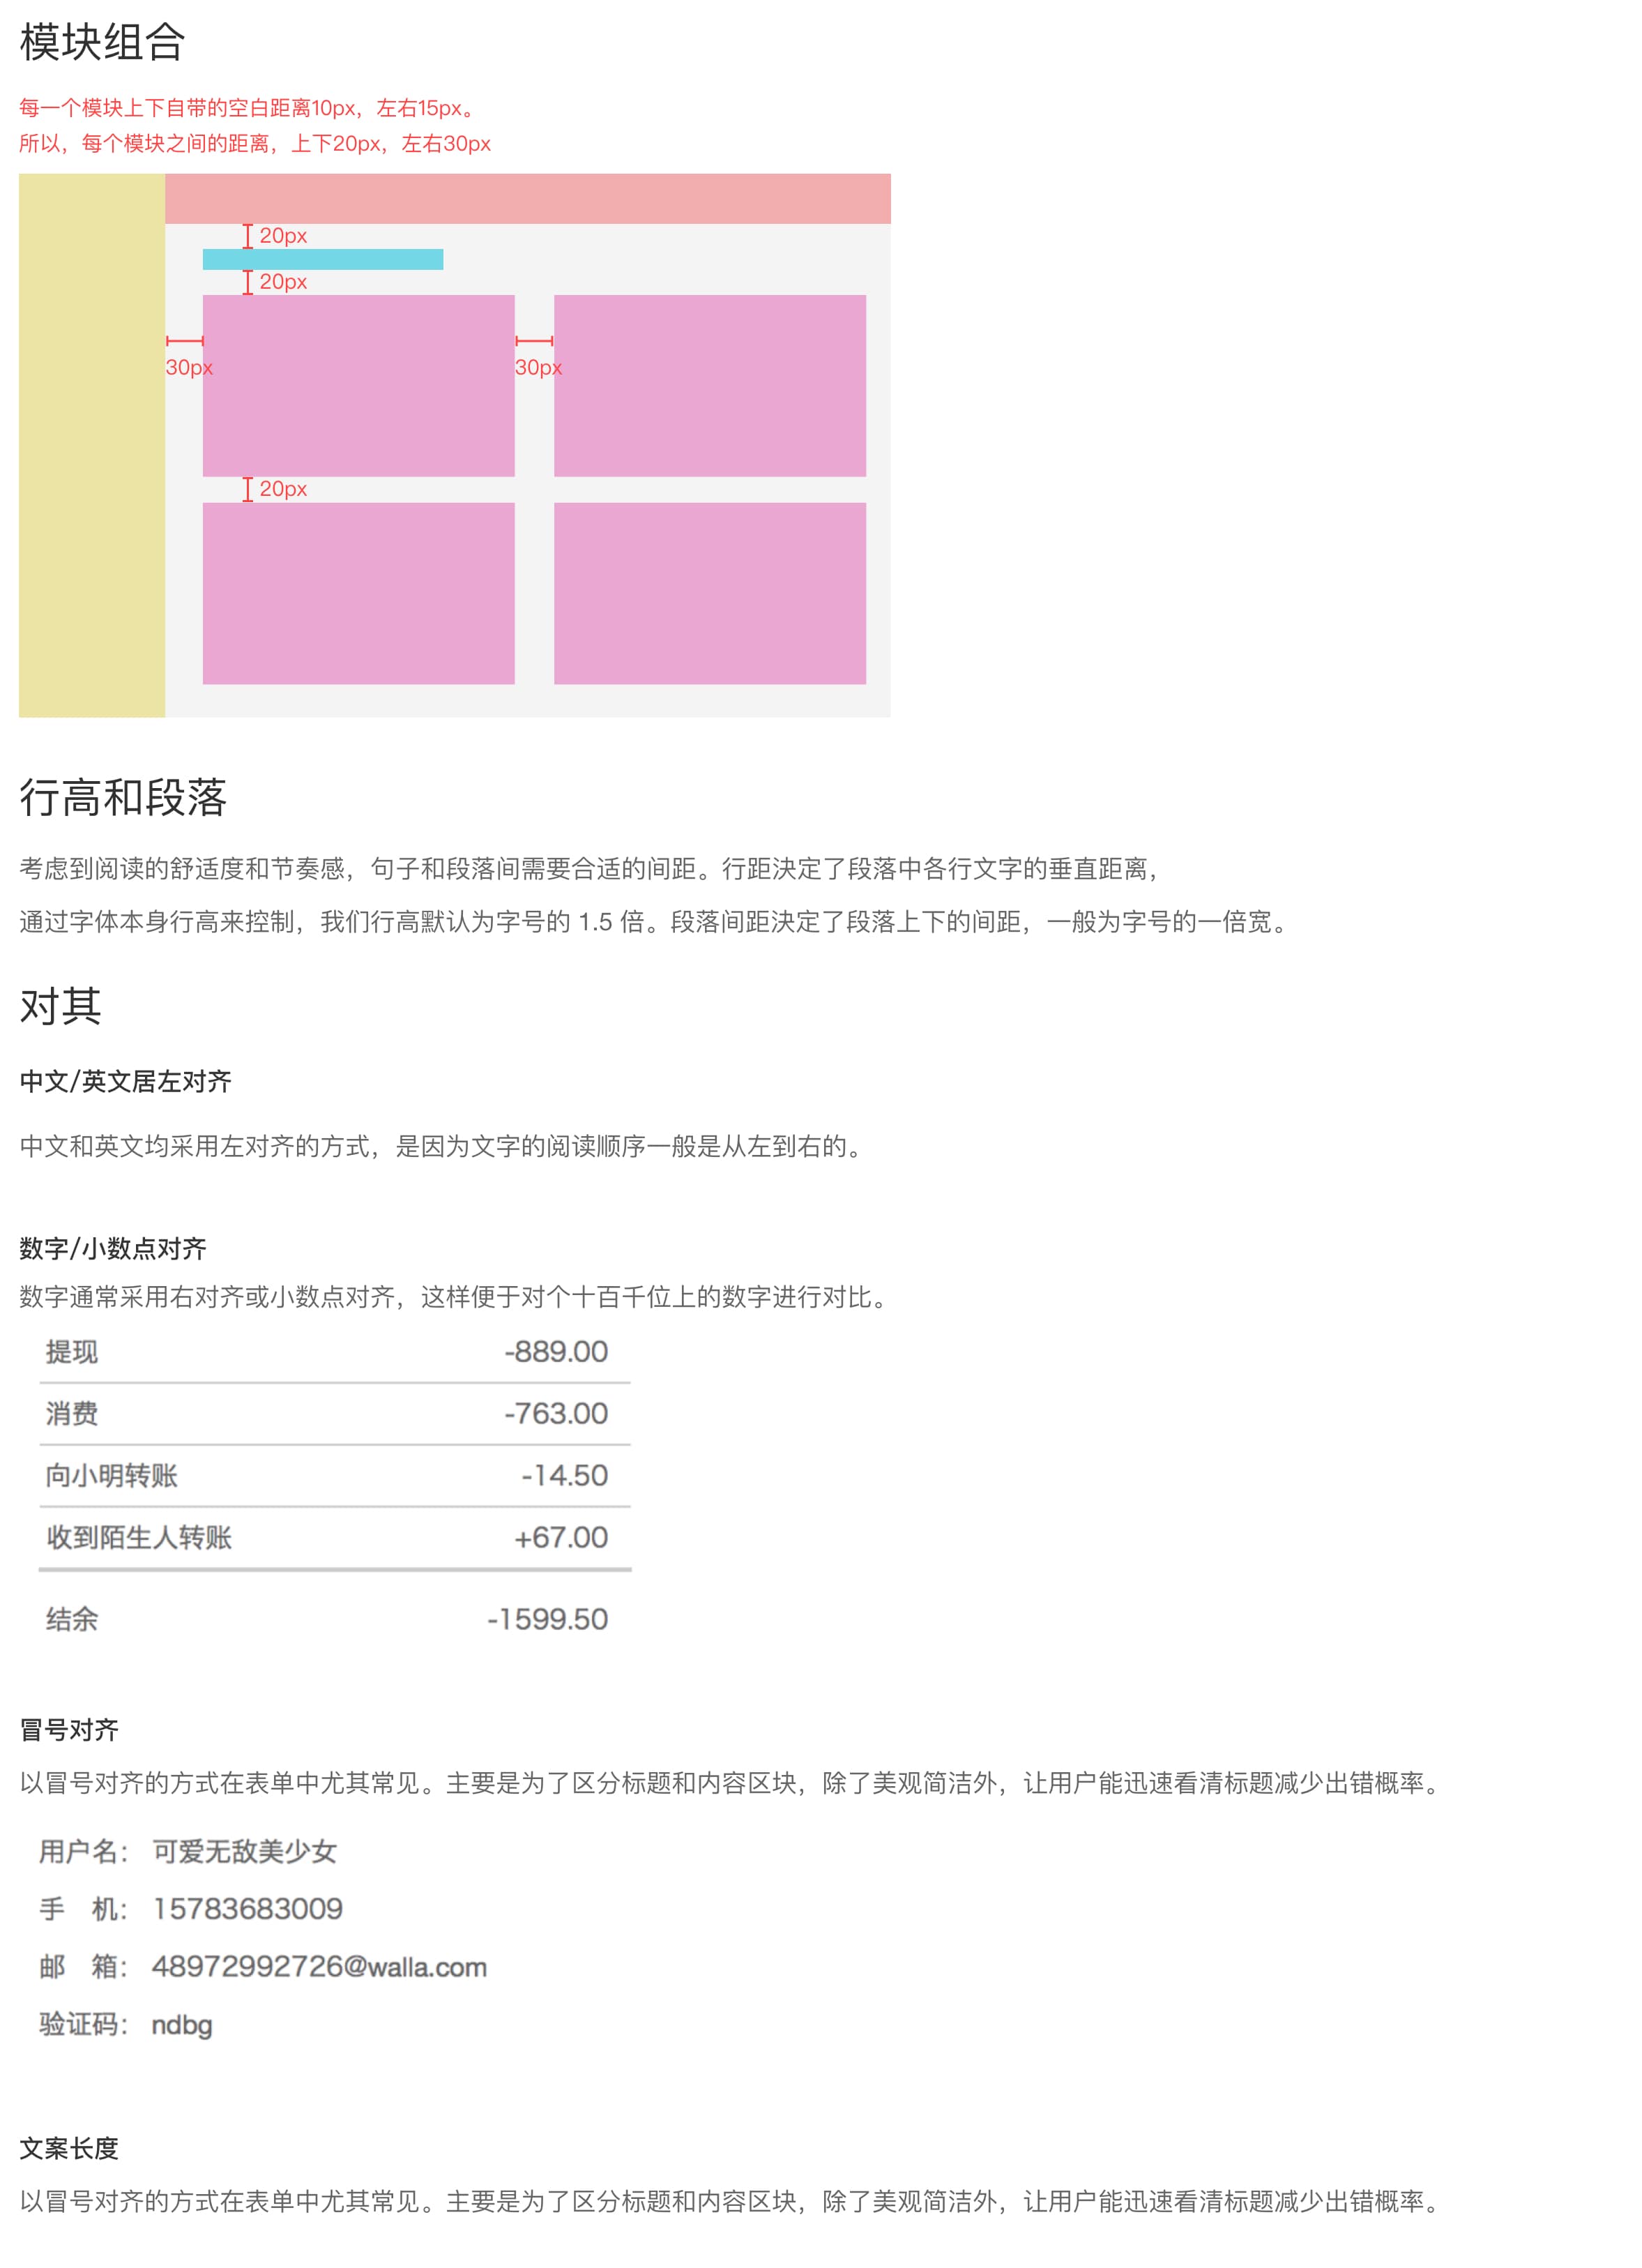 模块组合
每一个模块上下自带的空白距离10px，左右15px。
所以，每个模块之间的距离，上下20px，左右30px
20px
20px
30px
30px
20px
行高和段落
考虑到阅读的舒适度和节奏感，句子和段落间需要合适的间距。行距決定了段落中各行文字的垂直距离，
通过字体本身行高来控制，我们行高默认为字号的 1.5 倍。段落间距決定了段落上下的间距，一般为字号的一倍宽。
对其
中文/英文居左对齐
中文和英文均采用左对齐的方式，是因为文字的阅读顺序一般是从左到右的。
数字/小数点对齐
数字通常采用右对齐或小数点对齐，这样便于对个十百千位上的数字进行对比。
提现 -889.00
消费 -763.00
向小明转账 -14.50
收到陌生人转账 +67.00
结余 -1599.50
冒号对齐
以冒号对齐的方式在表单中尤其常见。主要是为了区分标题和内容区块，除了美观简洁外，让用户能迅速看清标题减少出错概率。
用户名： 可爱无敌美少女
手 机： 15783683009
邮 箱： 48972992726@walla.com
验证码： ndbg
文案长度
以冒号对齐的方式在表单中尤其常见。主要是为了区分标题和内容区块，除了美观简洁外，让用户能迅速看清标题减少出错概率。